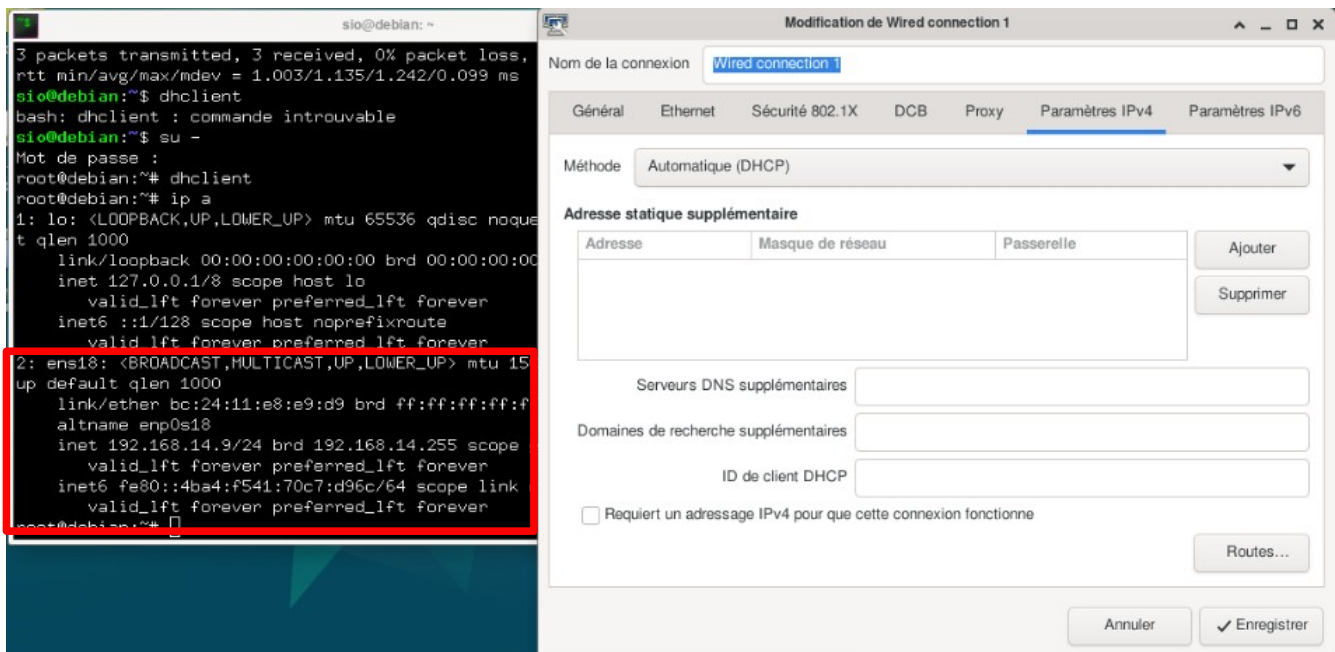 sio@debian: ~
3 packets transmitted, 3 received, 0% packet loss,
rtt min/avg/max/mdev = 1.003/1.135/1.242/0.099 ms
sio@debian:~$ dhclient
bash: dhclient : commande introuvable
sio@debian:~$ su -
Mot de passe :
root@debian:~# dhclient
root@debian:~# ip a
1: lo: <LOOPBACK,UP,LOWER_UP> mtu 65536 qdisc noque
t qlen 1000
link/loopback 00:00:00:00:00:00 brd 00:00:00:00
inet 127.0.0.1/8 scope host lo
valid_lft forever preferred_lft forever
inet6 ::1/128 scope host noprefixroute
valid_lft forever preferred_lft forever
2: ens18: <BROADCAST,MULTICAST,UP,LOWER_UP> mtu 15
up default qlen 1000
link/ether bc:24:11:e8:e9:d9 brd ff:ff:ff:ff:f
altname enp0s18
inet 192.168.14.9/24 brd 192.168.14.255 scope
valid_lft forever preferred_lft forever
inet6 fe80::4ba4:f541:70c7:d96c/64 scope link
valid_lft forever preferred_lft forever
root@debian:~#
Modification de Wired connection 1
Nom de la connexion Wired connection 1
Général Ethernet Sécurité 802.1X DCB Proxy Paramètres IPv4 Paramètres IPv6
Méthode Automatique (DHCP)
Adresse statique supplémentaire
Adresse Masque de réseau Passerelle
Ajouter
Supprimer
Serveurs DNS supplémentaires
Domaines de recherche supplémentaires
ID de client DHCP
Requiert un adressage IPv4 pour que cette connexion fonctionne
Routes...
Annuler ✓ Enregistrer